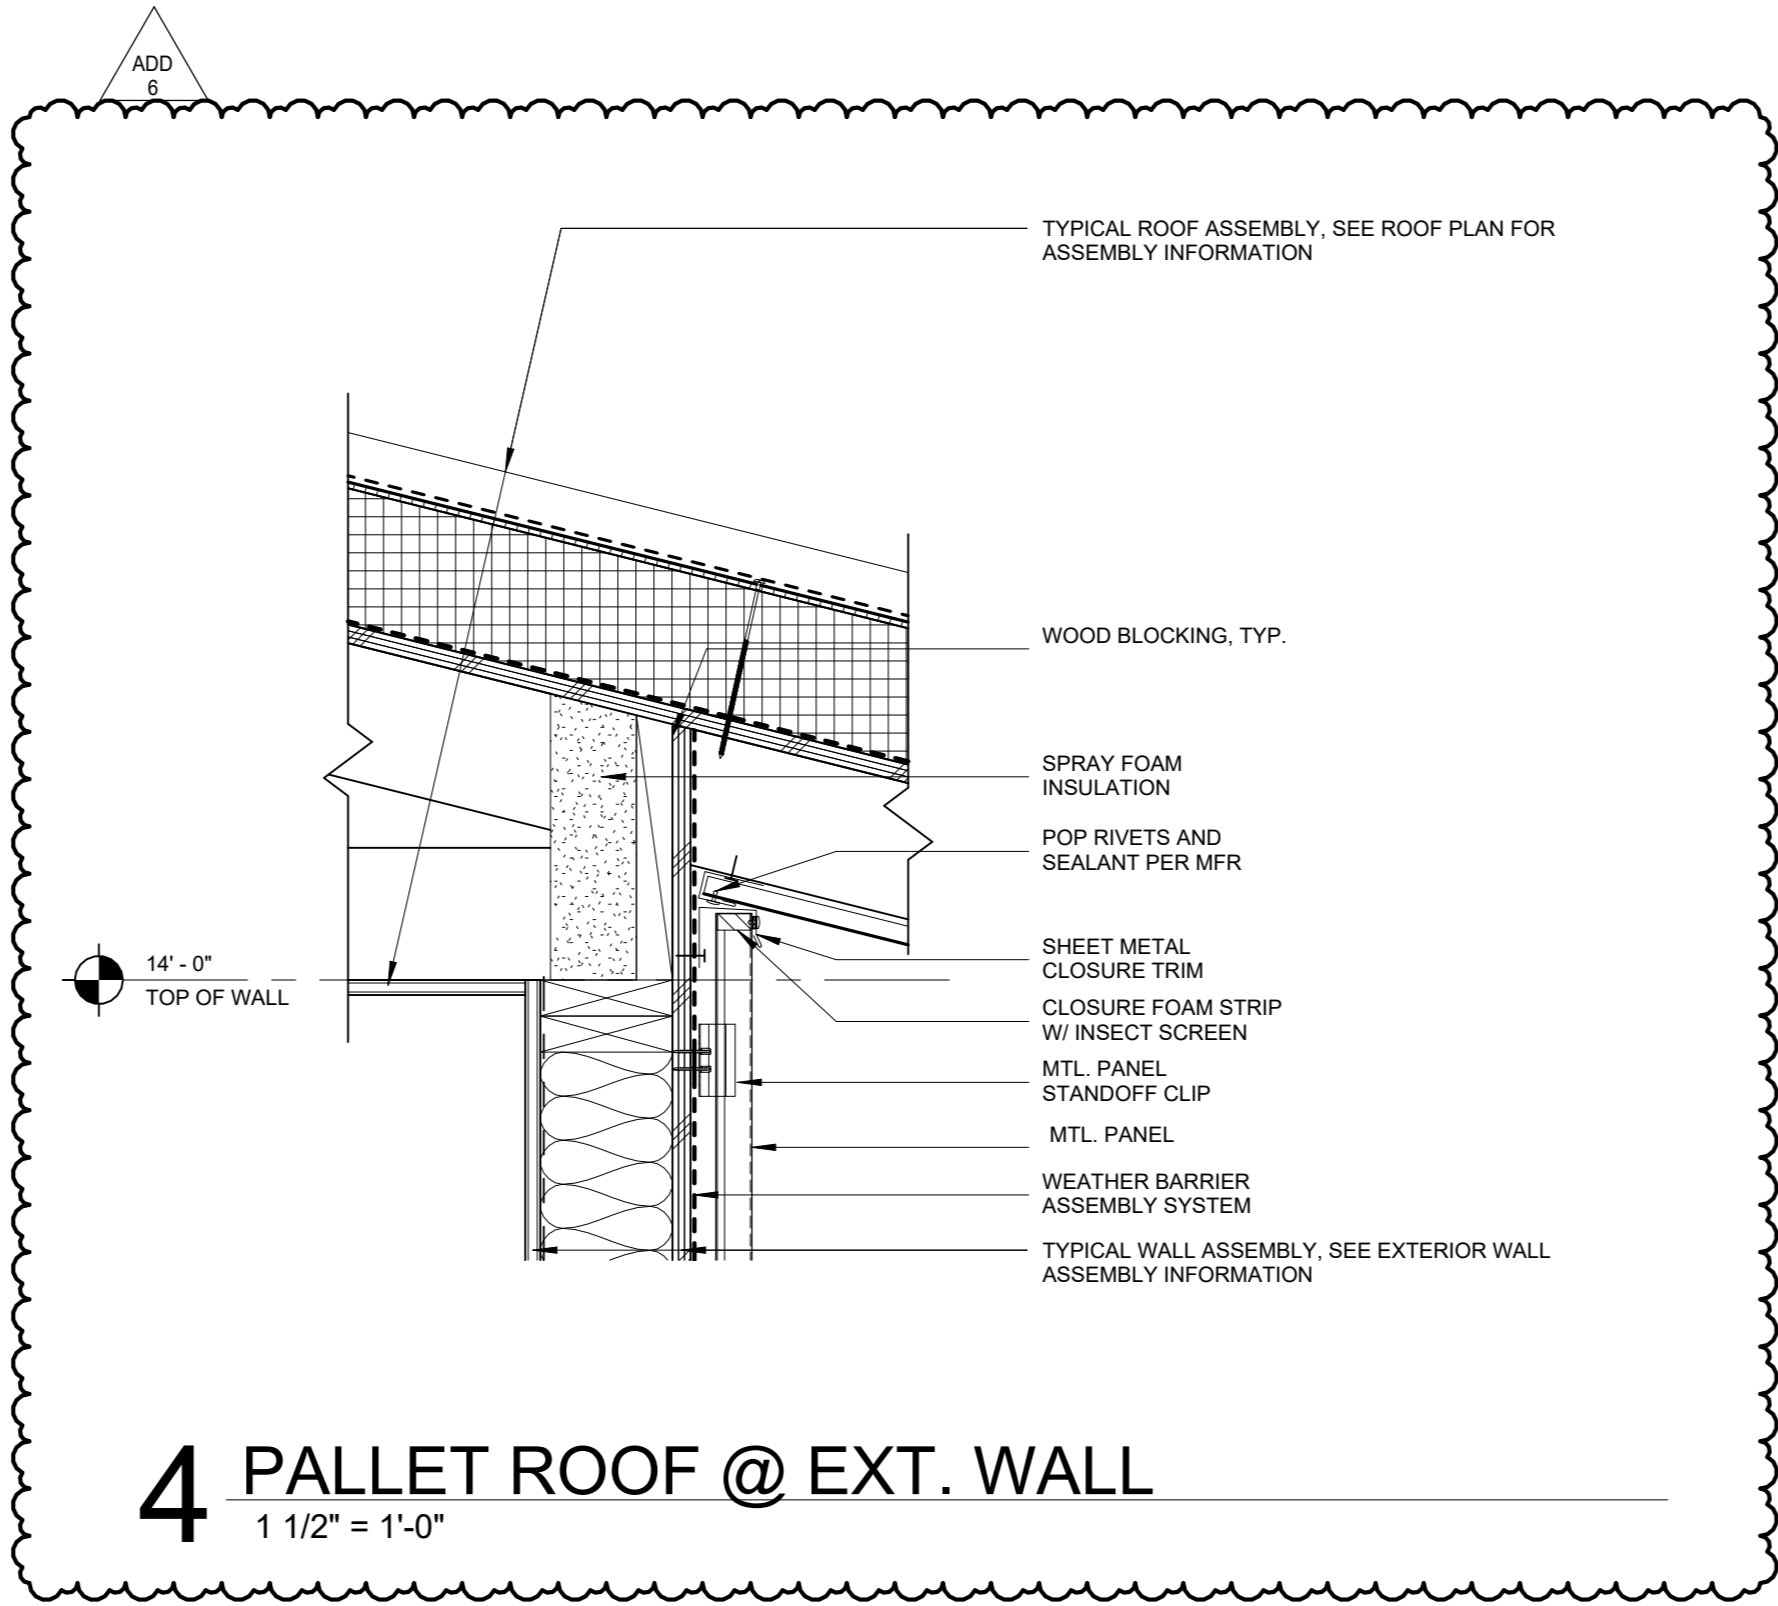 ADD
6
TYPICAL ROOF ASSEMBLY, SEE ROOF PLAN FOR
ASSEMBLY INFORMATION
WOOD BLOCKING, TYP.
SPRAY FOAM
INSULATION
POP RIVETS AND
SEALANT PER MFR
SHEET METAL
CLOSURE TRIM
14' - 0"
TOP OF WALL
CLOSURE FOAM STRIP
W/ INSECT SCREEN
MTL. PANEL
STANDOFF CLIP
MTL. PANEL
WEATHER BARRIER
ASSEMBLY SYSTEM
TYPICAL WALL ASSEMBLY, SEE EXTERIOR WALL
ASSEMBLY INFORMATION
4 PALLET ROOF @ EXT. WALL
1 1/2" = 1'-0"